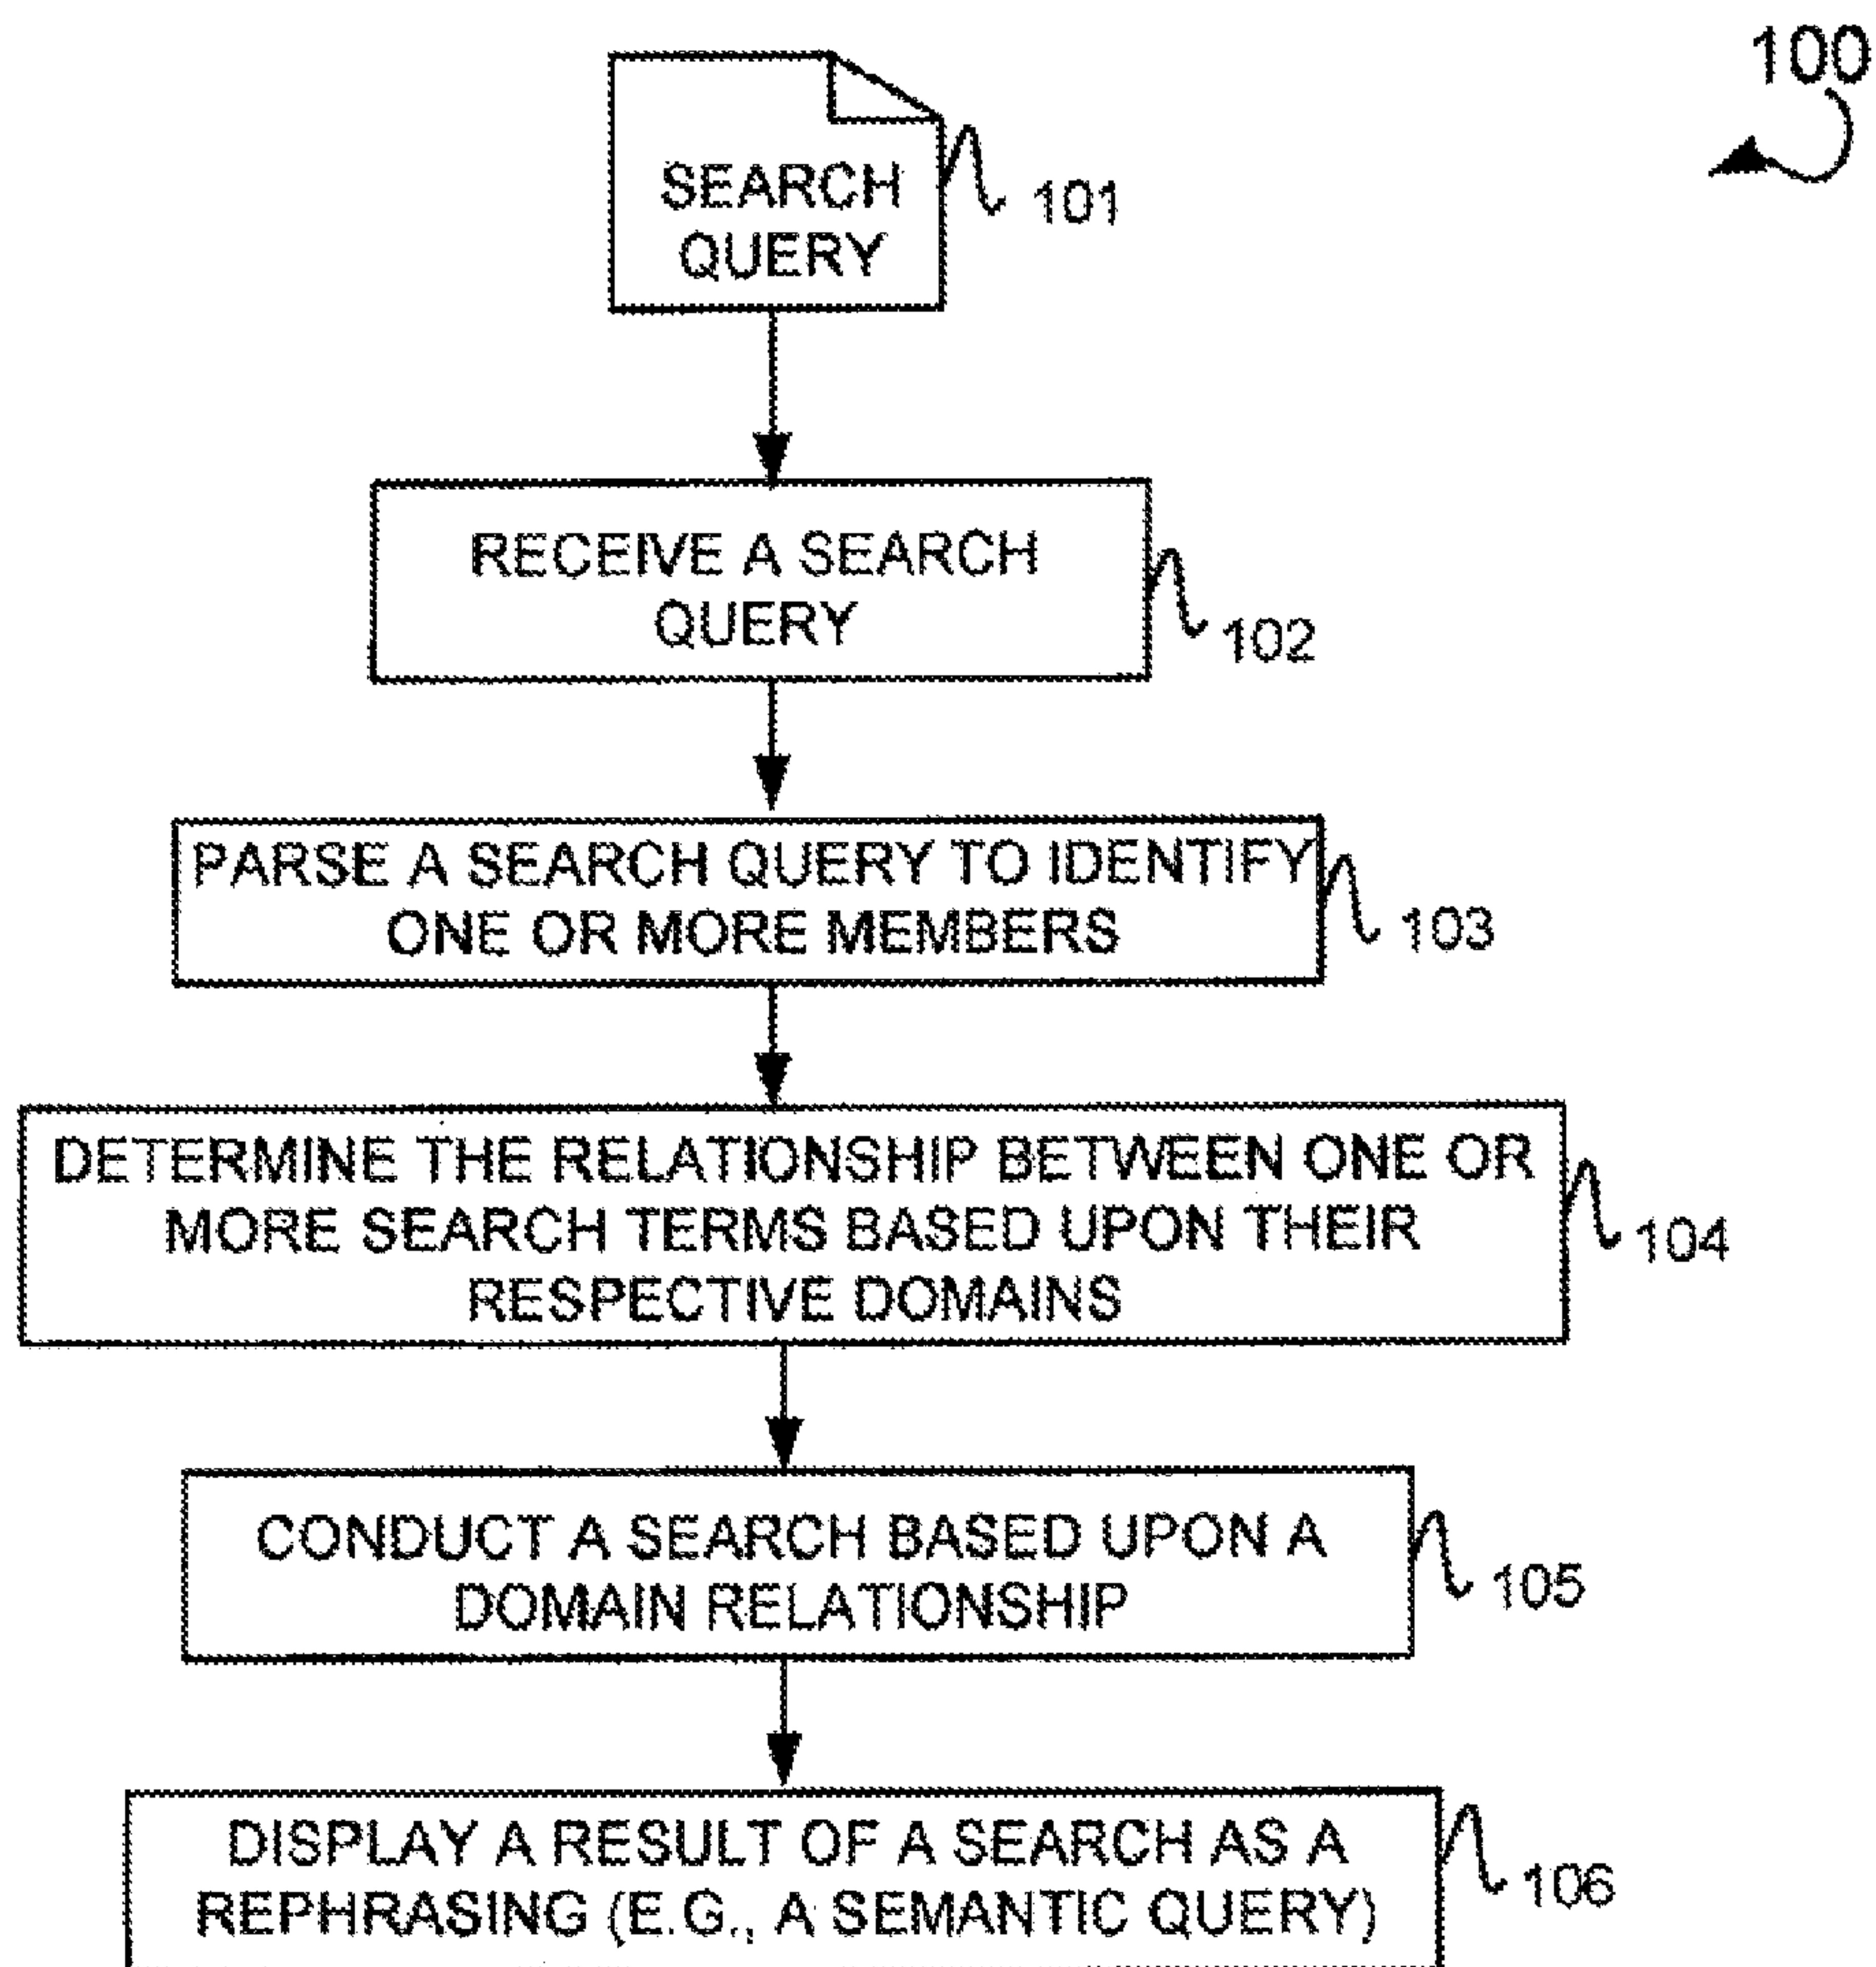 100
SEARCH
QUERY
101
RECEIVE A SEARCH
QUERY
102
PARSE A SEARCH QUERY TO IDENTIFY
ONE OR MORE MEMBERS
103
DETERMINE THE RELATIONSHIP BETWEEN ONE OR
MORE SEARCH TERMS BASED UPON THEIR
RESPECTIVE DOMAINS
104
CONDUCT A SEARCH BASED UPON A
DOMAIN RELATIONSHIP
105
DISPLAY A RESULT OF A SEARCH AS A
REPHRASING (E.G., A SEMANTIC QUERY)
106